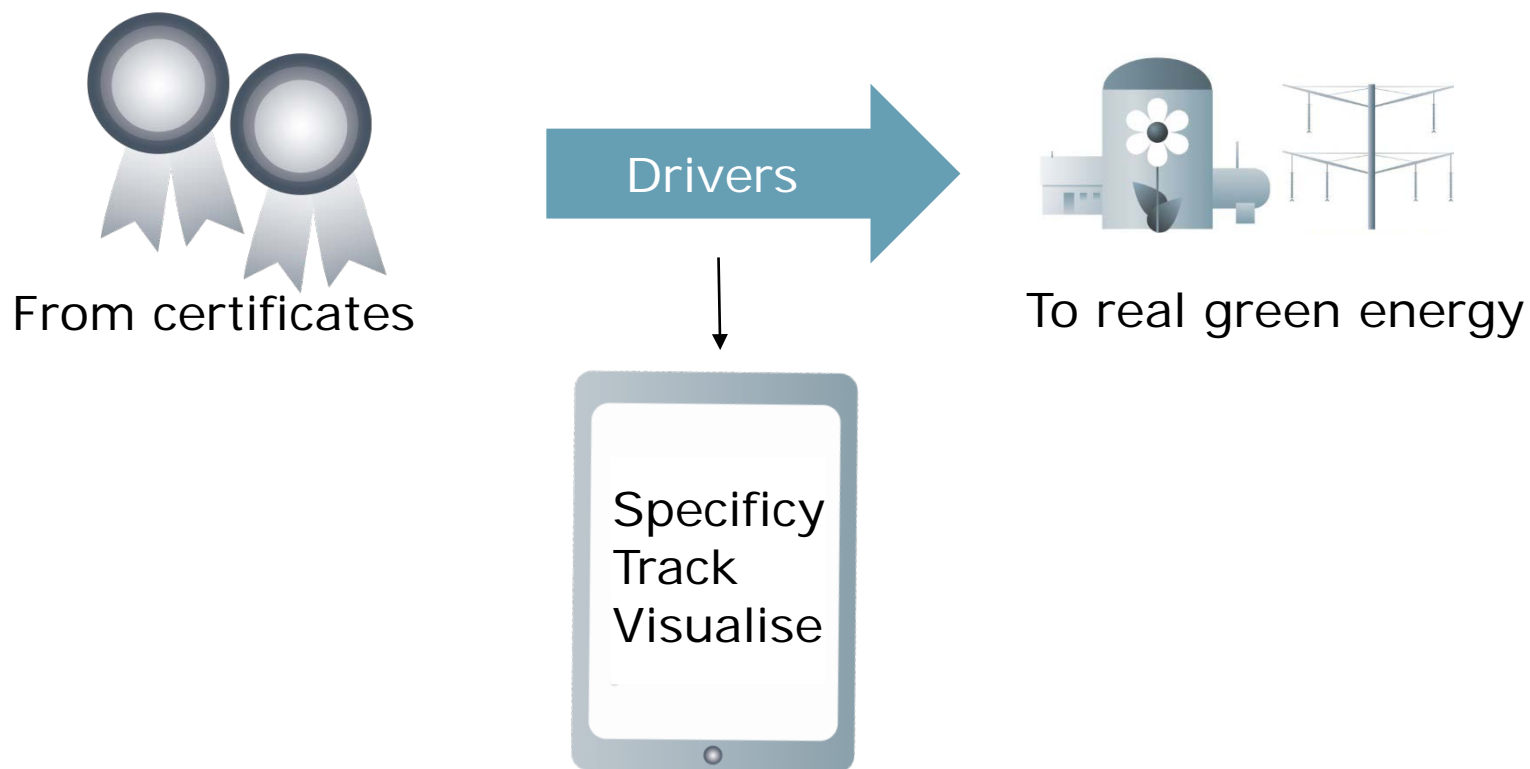 Drivers
From certificates
To real green energy
Specificy
Track
Visualise